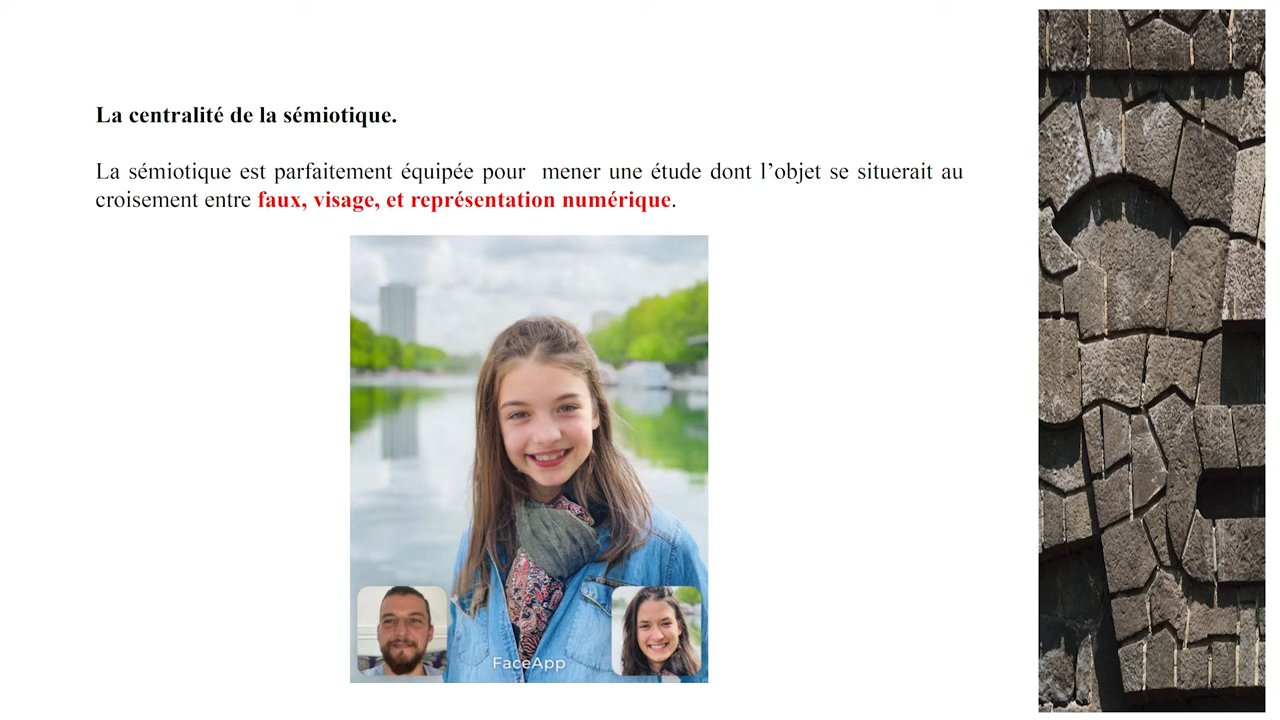 La centralité de la sémiotique.
La sémiotique est parfaitement équipée pour mener une étude dont l’objet se situerait au
croisement entre faux, visage, et représentation numérique.
FaceApp